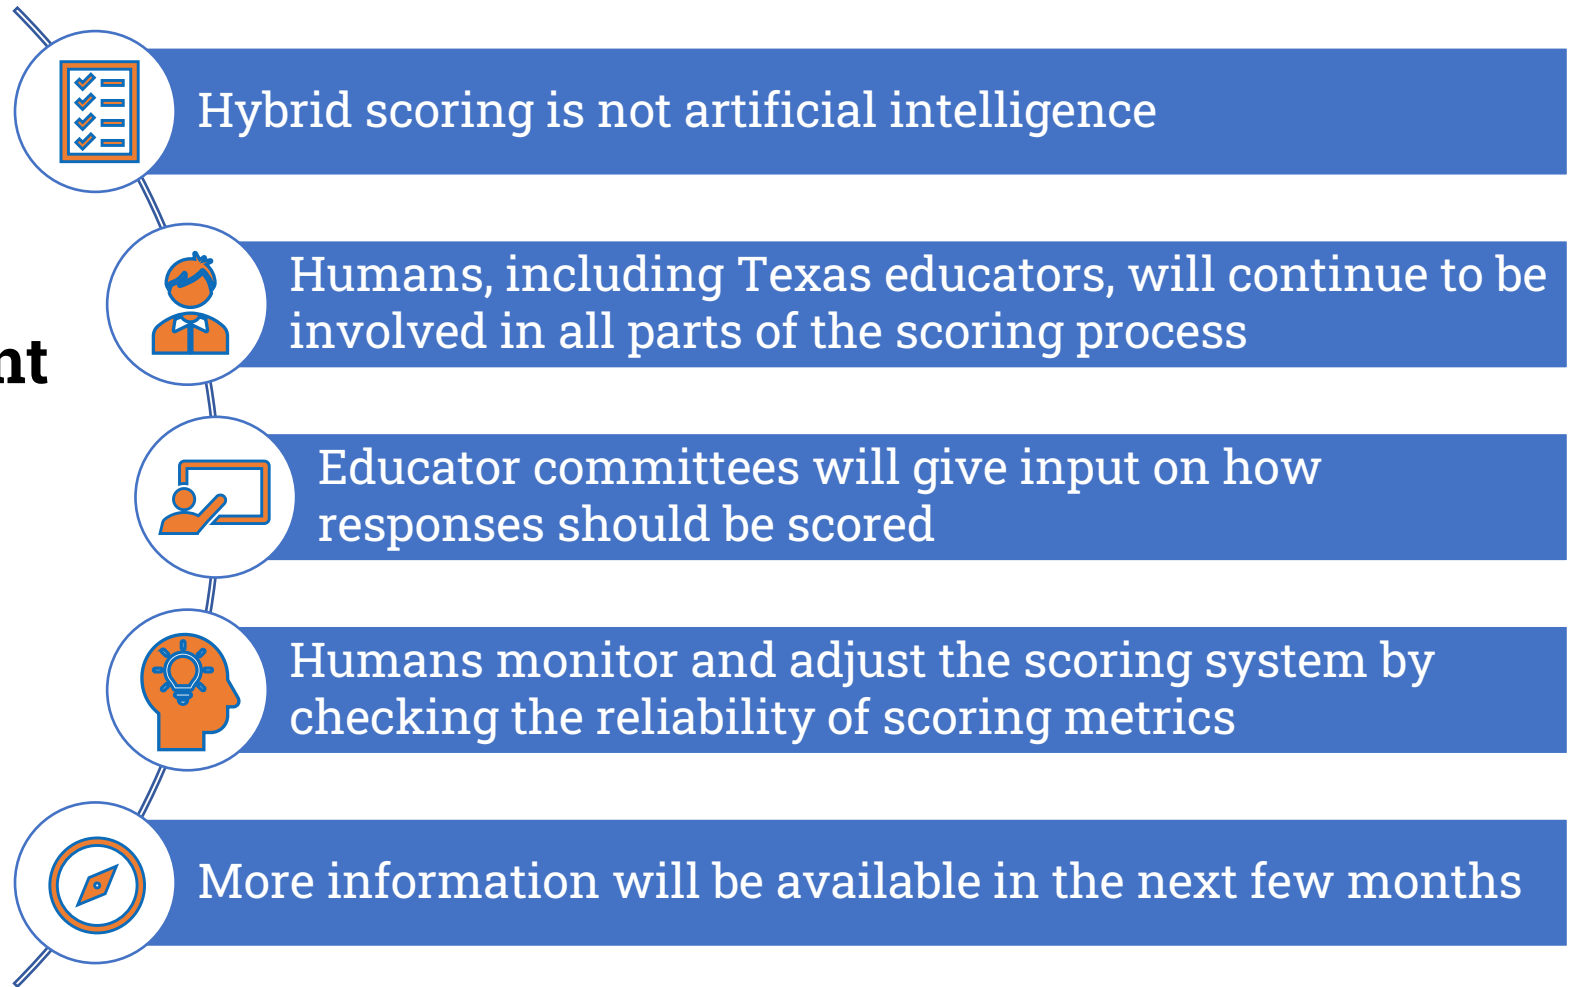 Hybrid scoring is not artificial intelligence
Humans, including Texas educators, will continue to be
involved in all parts of the scoring process
nt
Educator committees will give input on how
responses should be scored
Humans monitor and adjust the scoring system by
checking the reliability of scoring metrics
More information will be available in the next few months